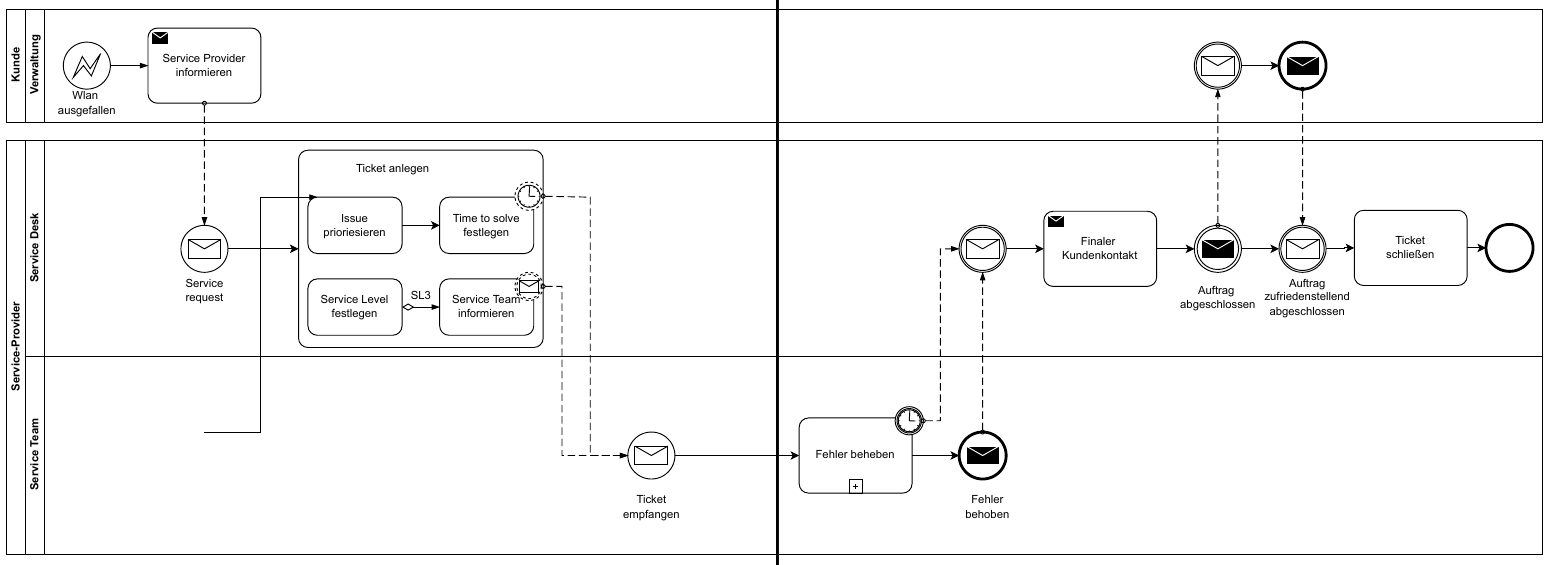 Kunde
Verwaltung
Wlan
ausgefallen
Service Provider
informieren
Service-Provider
Service Desk
Service
request
Ticket anlegen
Issue
prioriesieren
Time to solve
festlegen
Service Level
festlegen
SL3
Service Team
informieren
Finaler
Kundenkontakt
Auftrag
abgeschlossen
Auftrag
zufriedenstellend
abgeschlossen
Ticket
schließen
Service Team
Ticket
empfangen
Fehler beheben
Fehler
behoben